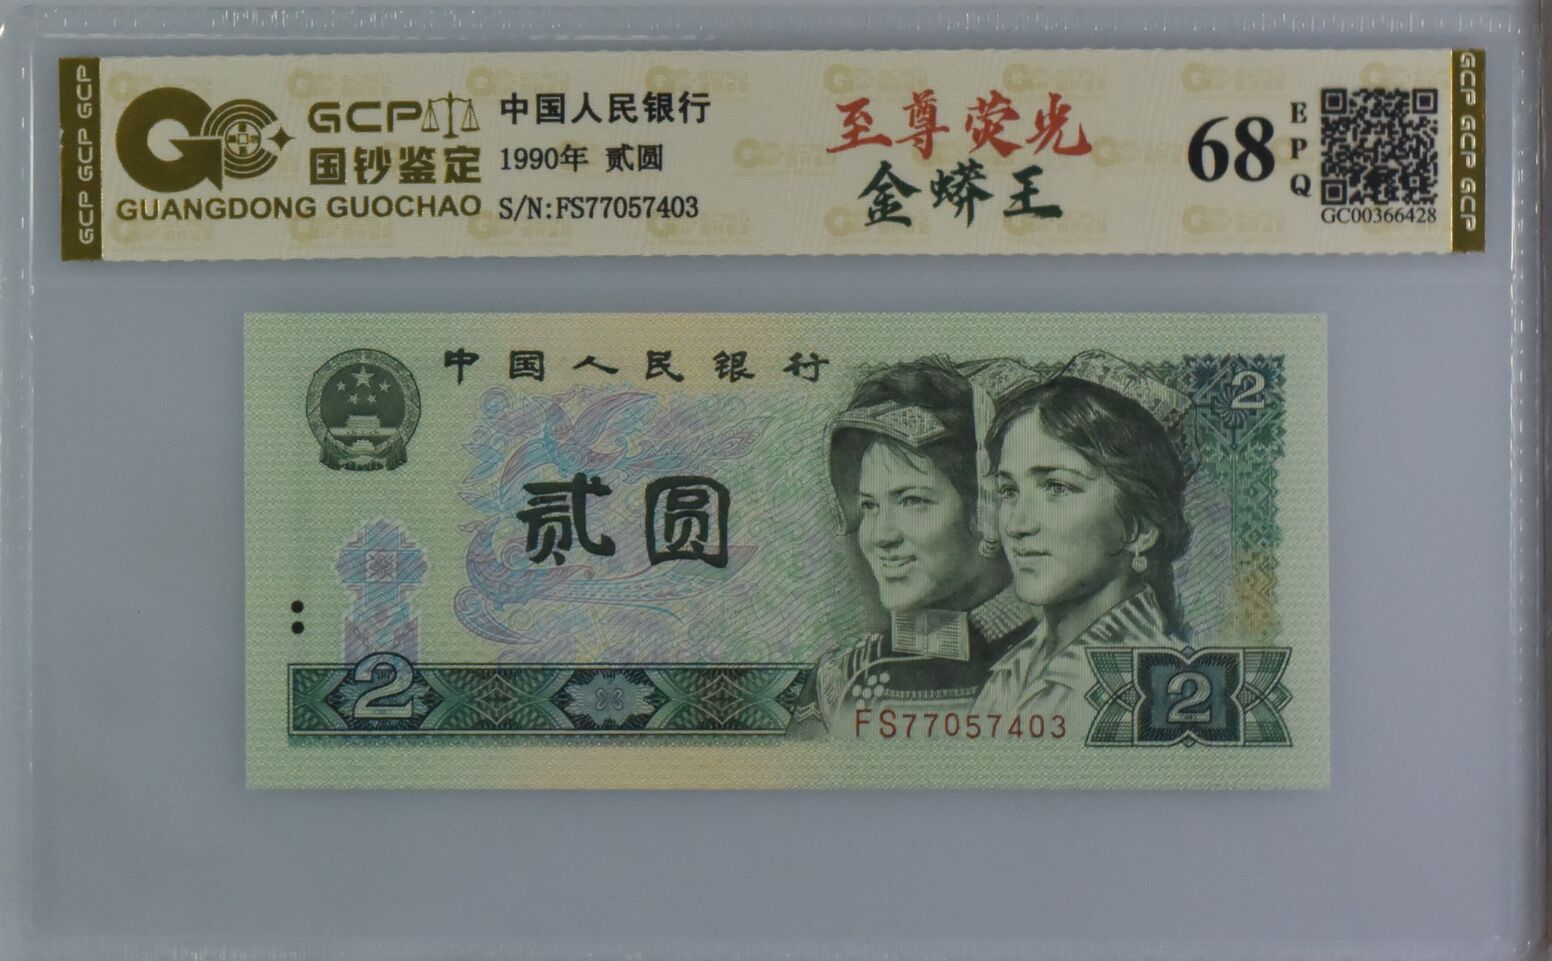 GCP GCP GCP
GCP
国钞鉴定
GUANGDONG GUOCHAO
中国人民银行
1990年 贰圆
S/N:FS77057403
至尊荧光
金蟒王
68
EPQ
GC00366428
GCP GCP GCP
中国人民银行
2
贰圆
2
FS77057403
2